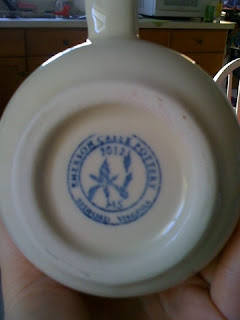 EMERSON CREEK POTTERY
2012
BEDFORD, VIRGINIA